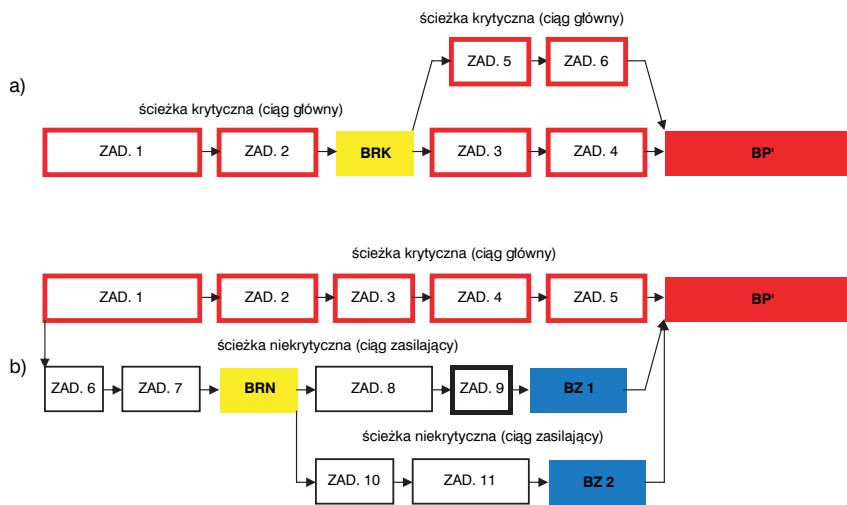 ścieżka krytyczna (ciąg główny)
ZAD. 5 ZAD. 6
a)
ścieżka krytyczna (ciąg główny)
ZAD. 1 ZAD. 2 BRK ZAD. 3 ZAD. 4 BP'
ścieżka krytyczna (ciąg główny)
ZAD. 1 ZAD. 2 ZAD. 3 ZAD. 4 ZAD. 5 BP'
ścieżka niekrytyczna (ciąg zasilający)
b)
ZAD. 6 ZAD. 7 BRN ZAD. 8 ZAD. 9 BZ 1
ścieżka niekrytyczna (ciąg zasilający)
ZAD. 10 ZAD. 11 BZ 2